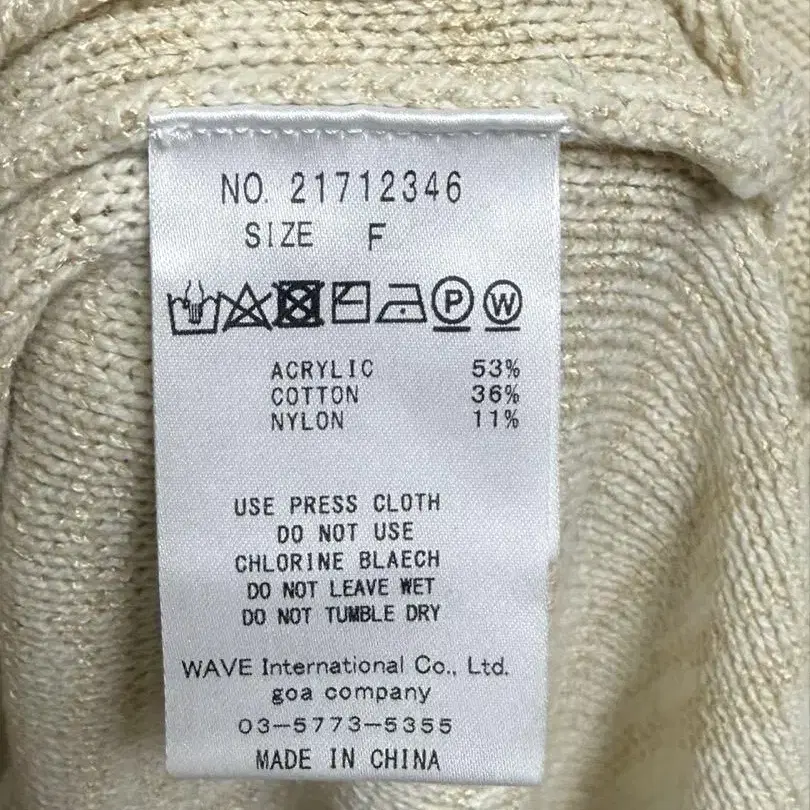 NO. 21712346
SIZE F
P W
ACRYLIC 53%
COTTON 36%
NYLON 11%
USE PRESS CLOTH
DO NOT USE
CHLORINE BLAECH
DO NOT LEAVE WET
DO NOT TUMBLE DRY
WAVE International Co., Ltd.
goa company
03-5773-5355
MADE IN CHINA